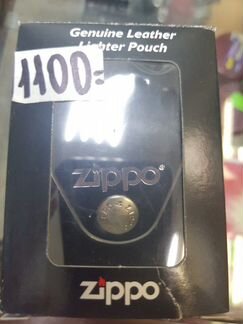 Genuine Leather
Lighter Pouch
1100=
zippo®
zippo